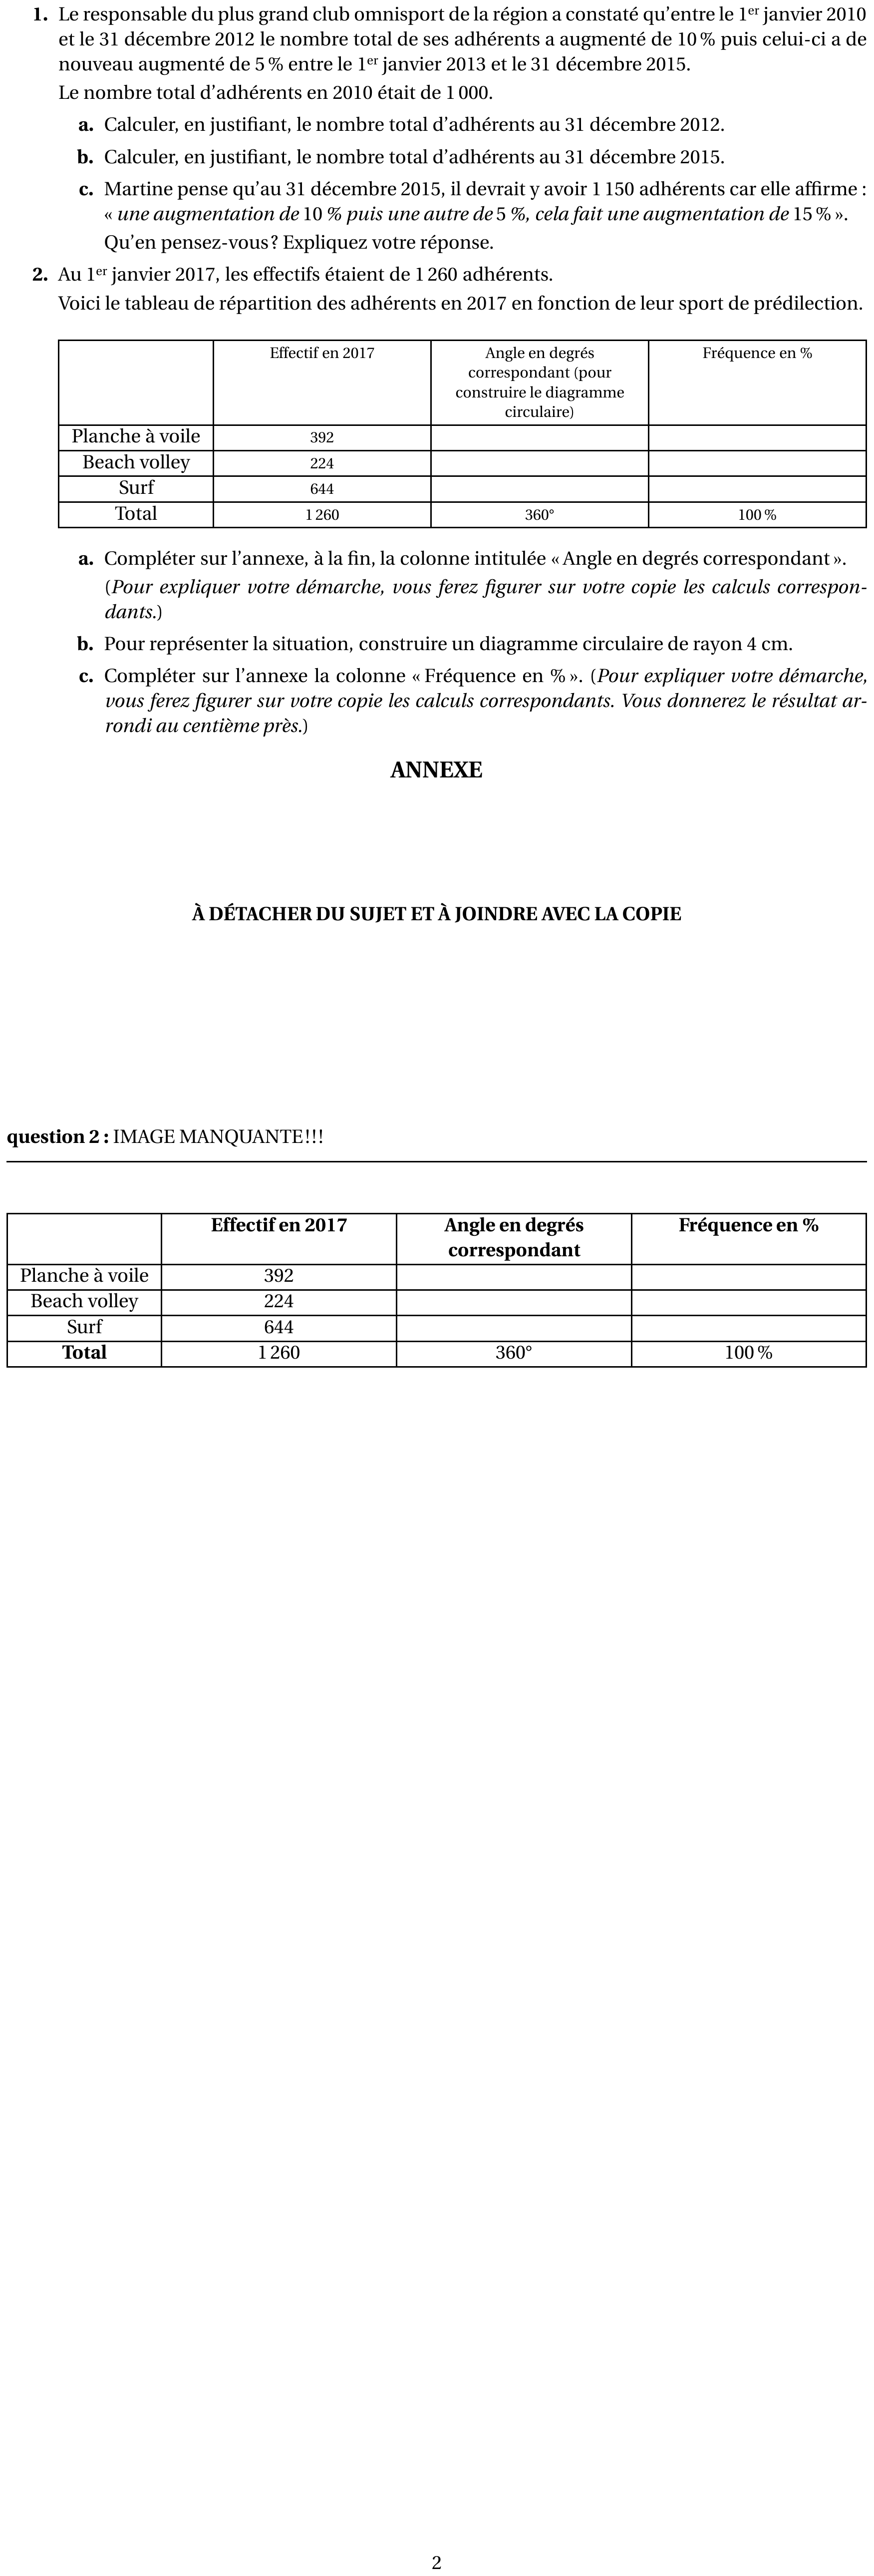 1. Le responsable du plus grand club omnisport de la région a constaté qu’entre le 1er janvier 2010
et le 31 décembre 2012 le nombre total de ses adhérents a augmenté de 10 % puis celui-ci a de
nouveau augmenté de 5 % entre le 1er janvier 2013 et le 31 décembre 2015.
Le nombre total d’adhérents en 2010 était de 1 000.
a. Calculer, en justifiant, le nombre total d’adhérents au 31 décembre 2012.
b. Calculer, en justifiant, le nombre total d’adhérents au 31 décembre 2015.
c. Martine pense qu’au 31 décembre 2015, il devrait y avoir 1 150 adhérents car elle affirme :
« une augmentation de 10 % puis une autre de 5 %, cela fait une augmentation de 15 % ».
Qu’en pensez-vous? Expliquez votre réponse.
2. Au 1er janvier 2017, les effectifs étaient de 1 260 adhérents.
Voici le tableau de répartition des adhérents en 2017 en fonction de leur sport de prédilection.
Effectif en 2017 Angle en degrés Fréquence en %
correspondant (pour
construire le diagramme
circulaire)
Planche à voile 392
Beach volley 224
Surf 644
Total 1 260 360° 100 %
a. Compléter sur l’annexe, à la fin, la colonne intitulée « Angle en degrés correspondant ».
(Pour expliquer votre démarche, vous ferez figurer sur votre copie les calculs correspon-
dants.)
b. Pour représenter la situation, construire un diagramme circulaire de rayon 4 cm.
c. Compléter sur l’annexe la colonne « Fréquence en % ». (Pour expliquer votre démarche,
vous ferez figurer sur votre copie les calculs correspondants. Vous donnerez le résultat ar-
rondi au centième près.)
ANNEXE
À DÉTACHER DU SUJET ET À JOINDRE AVEC LA COPIE
question 2 : IMAGE MANQUANTE!!!
Effectif en 2017 Angle en degrés Fréquence en %
correspondant
Planche à voile 392
Beach volley 224
Surf 644
Total 1 260 360° 100 %
2